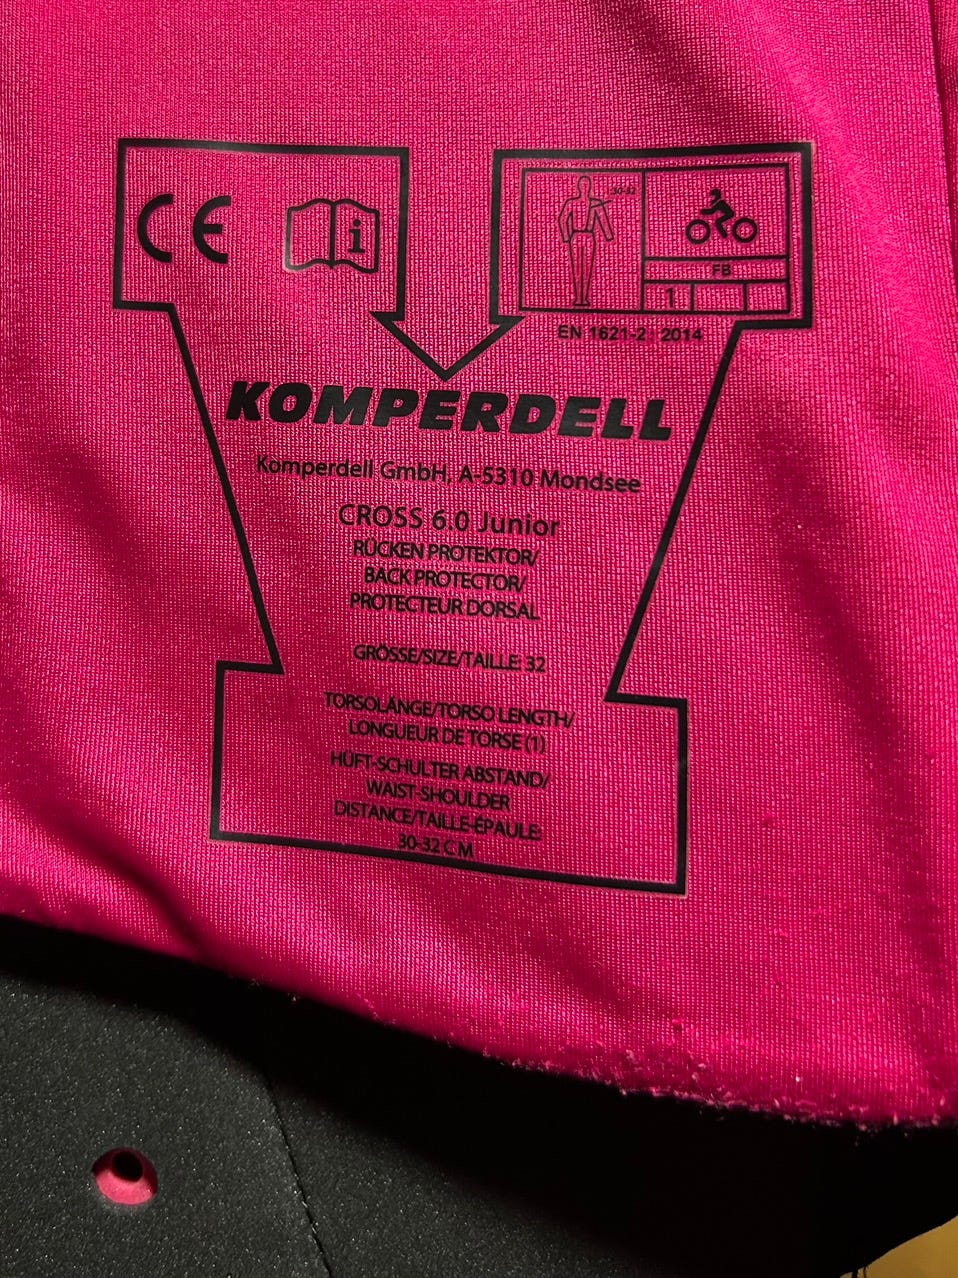 CE
i
30-32
FB
1
EN 1621-2 : 2014
KOMPERDELL
Komperdell GmbH, A-5310 Mondsee
CROSS 6.0 Junior
RÜCKEN PROTEKTOR/
BACK PROTECTOR/
PROTECTEUR DORSAL
GRÖSSE/SIZE/TAILLE: 32
TORSOLÄNGE/TORSO LENGTH/
LONGUEUR DE TORSE (1)
HÜFT-SCHULTER ABSTAND/
WAIST-SHOULDER
DISTANCE/TAILLE-ÉPAULE:
30-32 CM